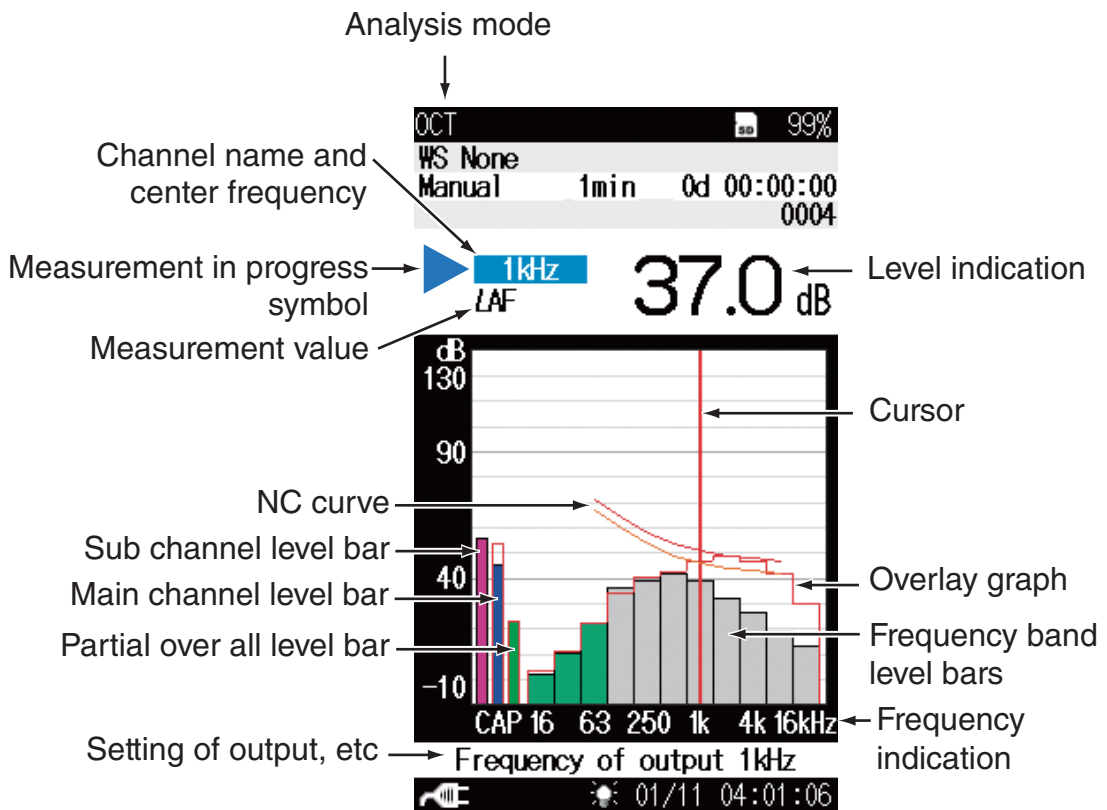 Analysis mode
OCT SD 99%
WS None
Manual 1min 0d 00:00:00
0004
Channel name and
center frequency
Measurement in progress
symbol
1kHz
LAF
37.0 dB
Level indication
Measurement value
dB
130
90
40
-10
Cursor
NC curve
Sub channel level bar
Main channel level bar
Partial over all level bar
Overlay graph
Frequency band
level bars
CAP 16 63 250 1k 4k 16kHz
Frequency
indication
Setting of output, etc
Frequency of output 1kHz
01/11 04:01:06